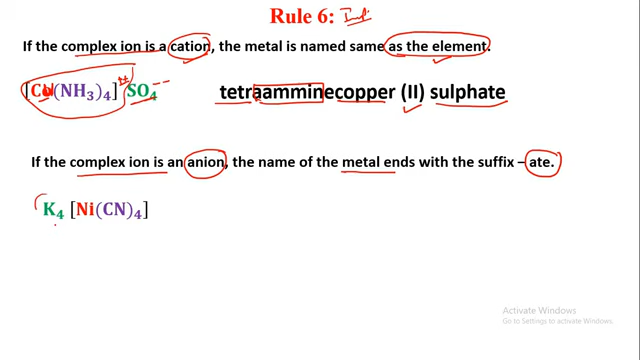 Rule 6: Imp
If the complex ion is a cation, the metal is named same as the element.
[Cu(NH₃)₄]⁺⁺ SO₄⁻⁻ tetraamminecopper (II) sulphate
If the complex ion is an anion, the name of the metal ends with the suffix – ate.
K₄ [Ni(CN)₄]
Activate Windows
Go to Settings to activate Windows.